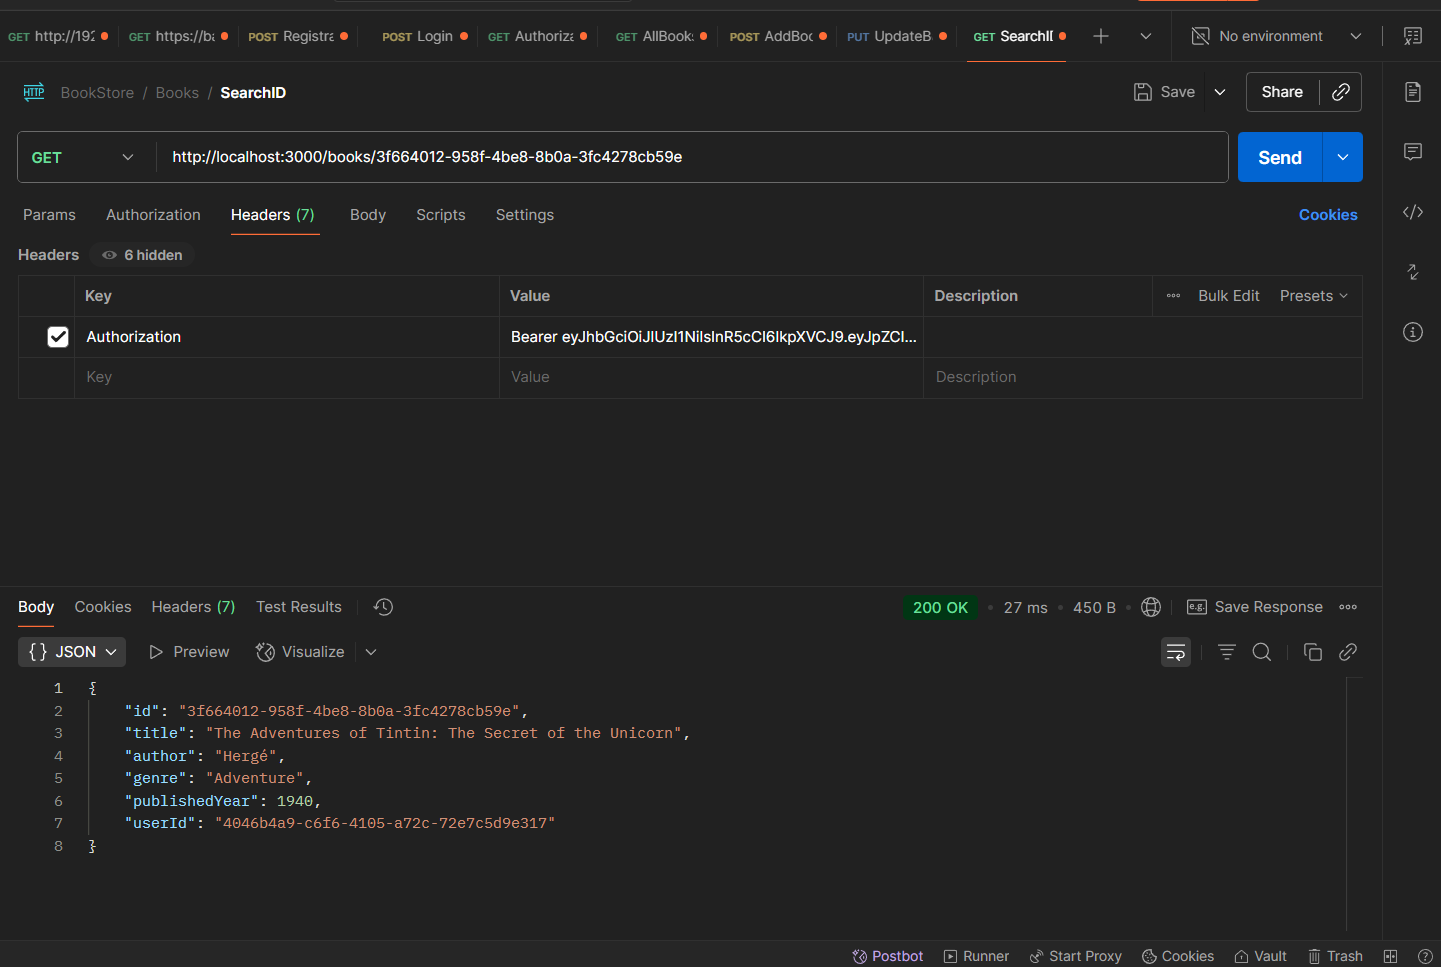 GET http://192 GET https://ba POST Registra POST Login GET Authoriza GET AllBooks POST AddBoo PUT UpdateB GET SearchID No environment
HTTP BookStore / Books / SearchID Save Share
GET http://localhost:3000/books/3f664012-958f-4be8-8b0a-3fc4278cb59e Send
Params Authorization Headers (7) Body Scripts Settings Cookies
Headers 6 hidden
Key Value Description Bulk Edit Presets
Authorization Bearer eyJhbGciOiJIUzI1NiIsInR5cCI6IkpXVCJ9.eyJpZCI...
Key Value Description
Body Cookies Headers (7) Test Results 200 OK 27 ms 450 B e.g. Save Response
{} JSON Preview Visualize
1 {
2 "id": "3f664012-958f-4be8-8b0a-3fc4278cb59e",
3 "title": "The Adventures of Tintin: The Secret of the Unicorn",
4 "author": "Hergé",
5 "genre": "Adventure",
6 "publishedYear": 1940,
7 "userId": "4046b4a9-c6f6-4105-a72c-72e7c5d9e317"
8 }
Postbot Runner Start Proxy Cookies Vault Trash